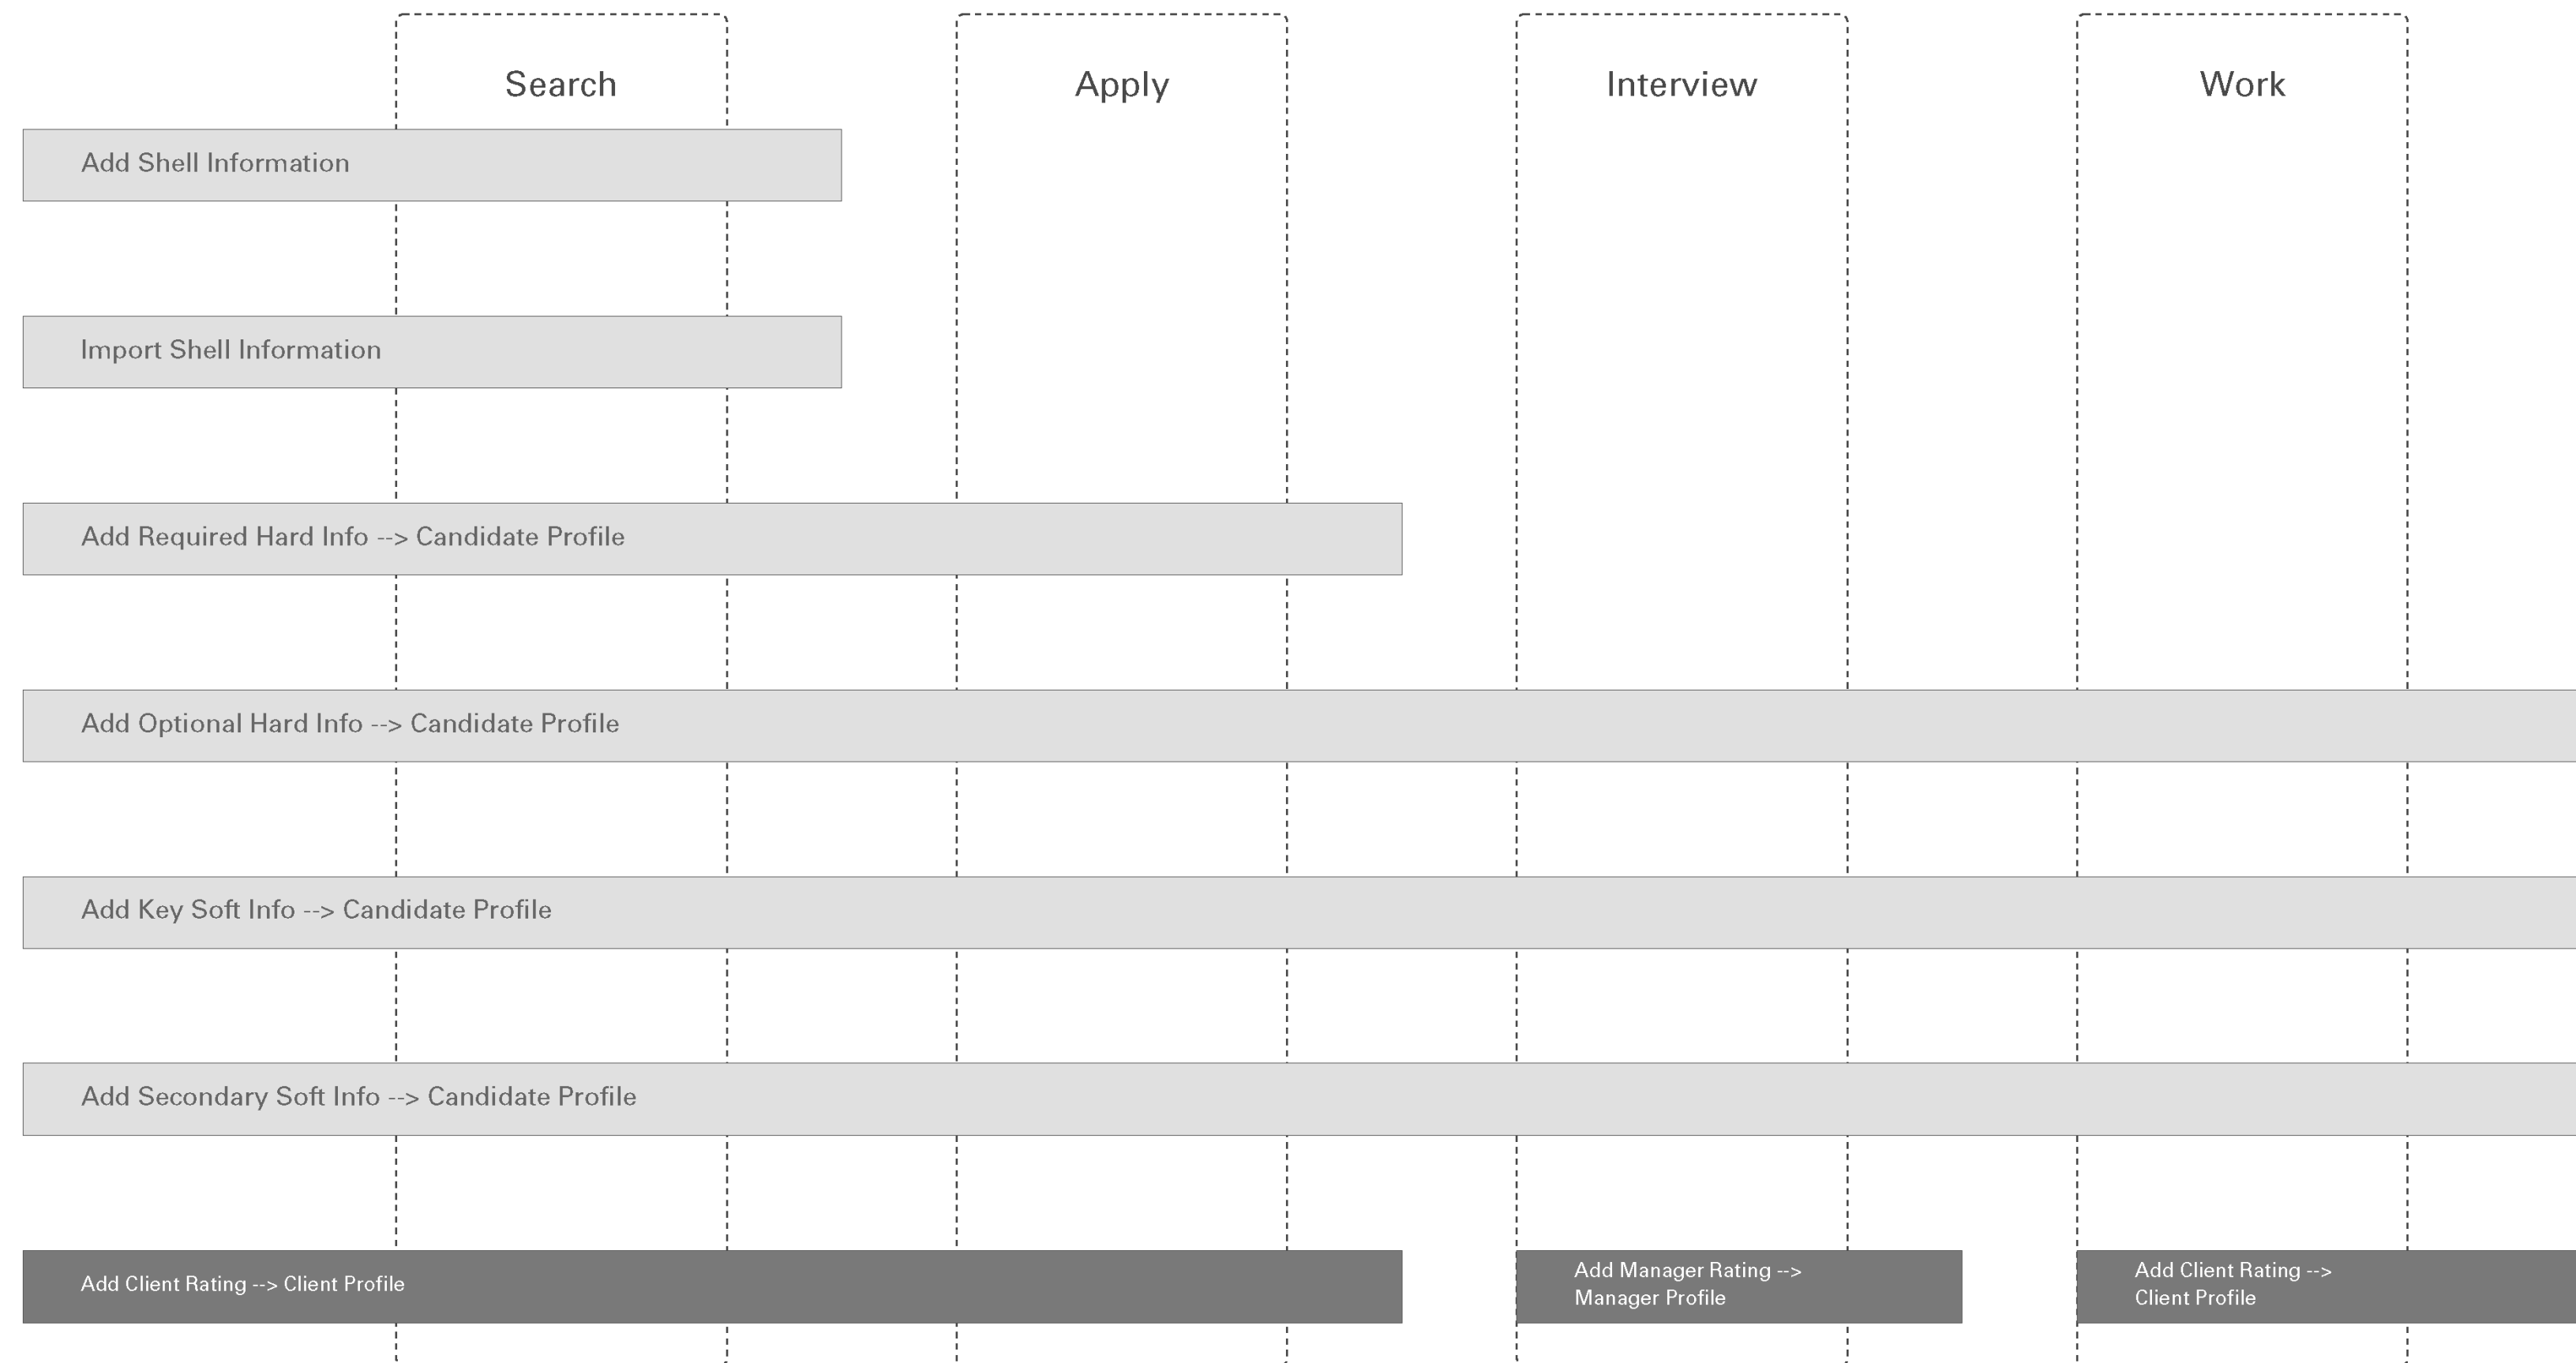 Search
Apply
Interview
Work
Add Shell Information
Import Shell Information
Add Required Hard Info --> Candidate Profile
Add Optional Hard Info --> Candidate Profile
Add Key Soft Info --> Candidate Profile
Add Secondary Soft Info --> Candidate Profile
Add Client Rating --> Client Profile
Add Manager Rating -->
Manager Profile
Add Client Rating -->
Client Profile